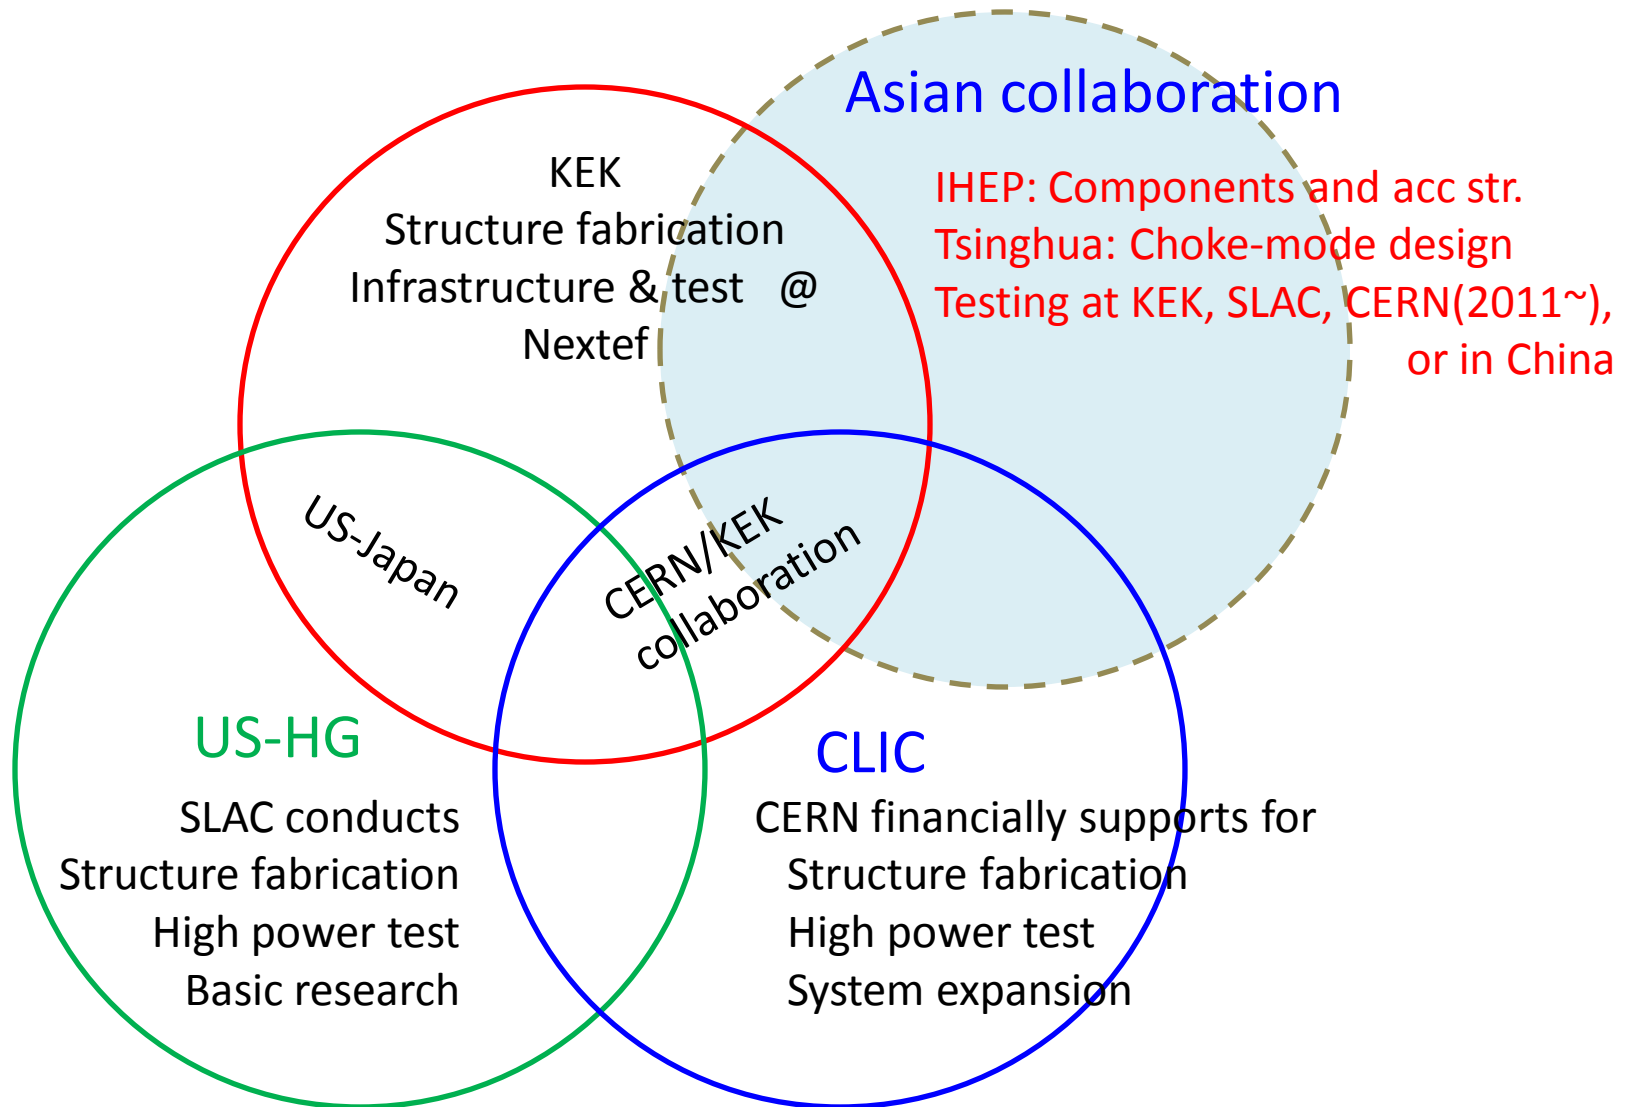 Asian collaboration
KEK
Structure fabrication
Infrastructure & test @
Nextef
IHEP: Components and acc str.
Tsinghua: Choke-mode design
Testing at KEK, SLAC, CERN(2011~),
or in China
US-Japan
CERN/KEK
collaboration
US-HG
SLAC conducts
Structure fabrication
High power test
Basic research
CLIC
CERN financially supports for
Structure fabrication
High power test
System expansion